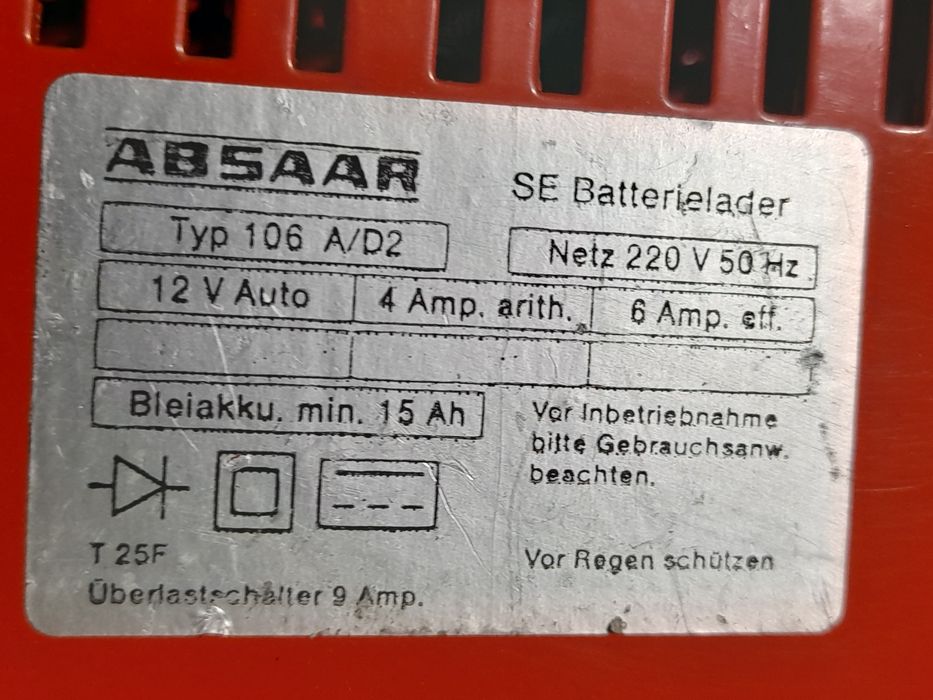 ABSAAR
SE Batterielader
Typ 106 A/D2
Netz 220 V 50 Hz
12 V Auto
4 Amp. arith.
6 Amp. eff.
Bleiakku. min. 15 Ah
Vor Inbetriebnahme
bitte Gebrauchsanw.
beachten.
T 25F
Vor Regen schützen
Überlastschalter 9 Amp.